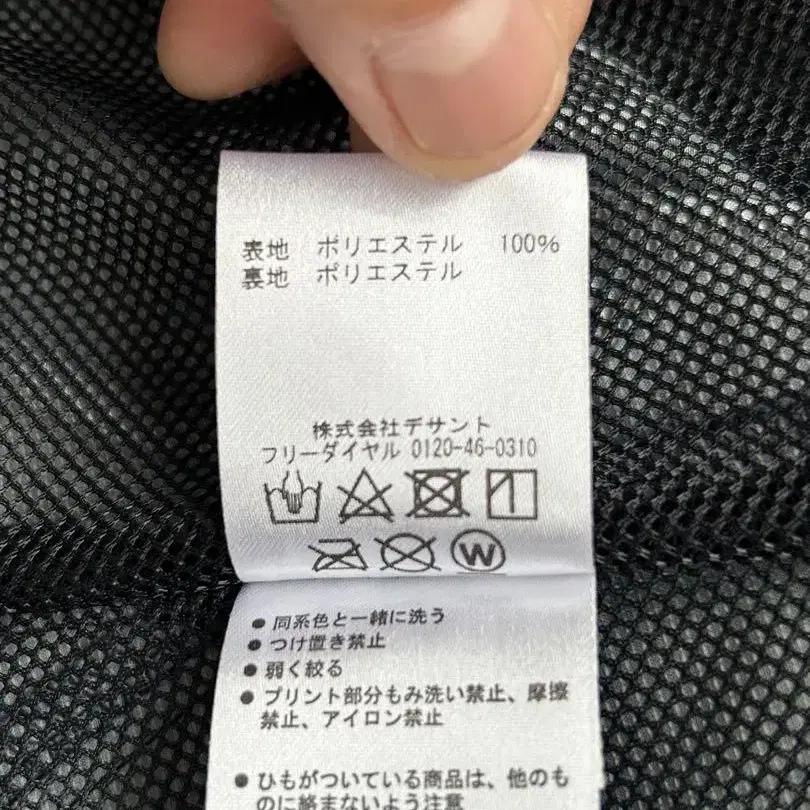 表地 ポリエステル 100%
裏地 ポリエステル
株式会社デサント
フリーダイヤル 0120-46-0310
W
● 同系色と一緒に洗う
● つけ置き禁止
● 弱く絞る
● プリント部分もみ洗い禁止、摩擦
禁止、アイロン禁止
● ひもがついている商品は、他のも
のに絡まないよう注意